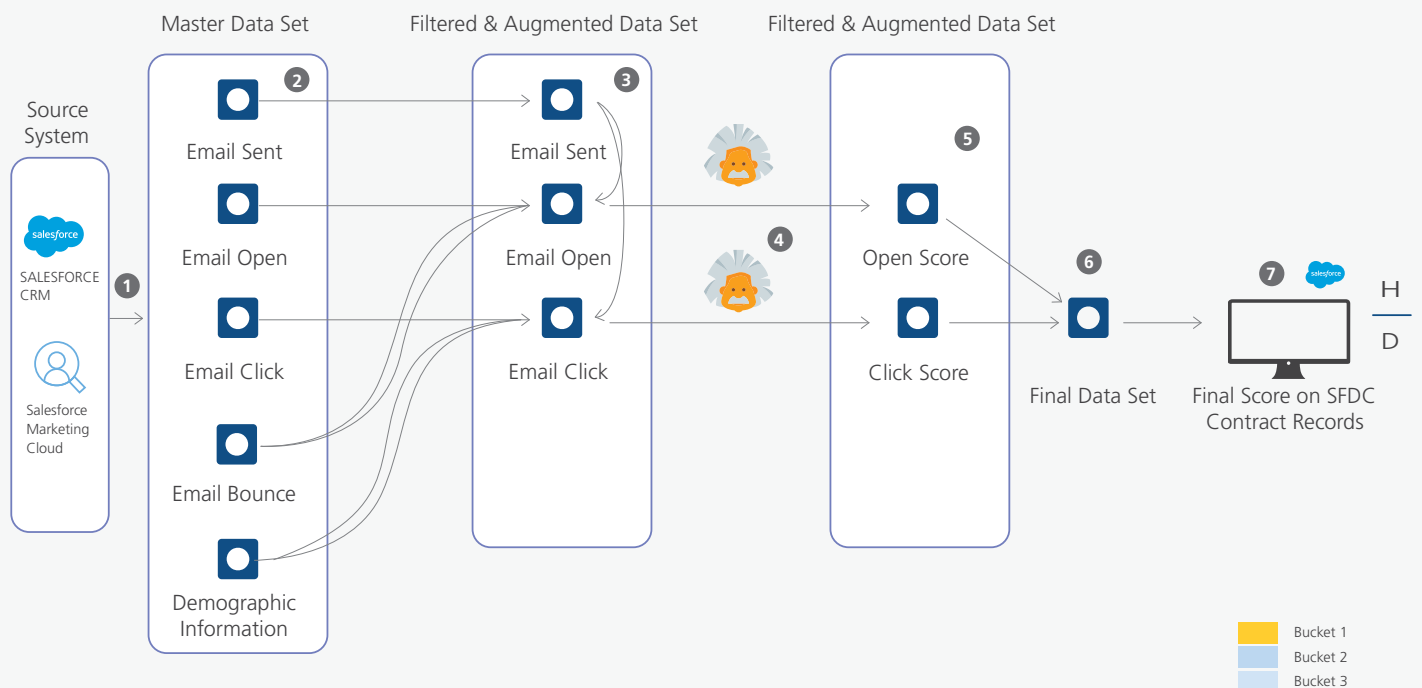 Master Data Set
Filtered & Augmented Data Set
Filtered & Augmented Data Set
Source
System
salesforce
SALESFORCE
CRM
Salesforce
Marketing
Cloud
1
2
Email Sent
Email Open
Email Click
Email Bounce
Demographic
Information
3
Email Sent
Email Open
Email Click
4
5
Open Score
Click Score
6
Final Data Set
7
salesforce
H
D
Final Score on SFDC
Contract Records
Bucket 1
Bucket 2
Bucket 3